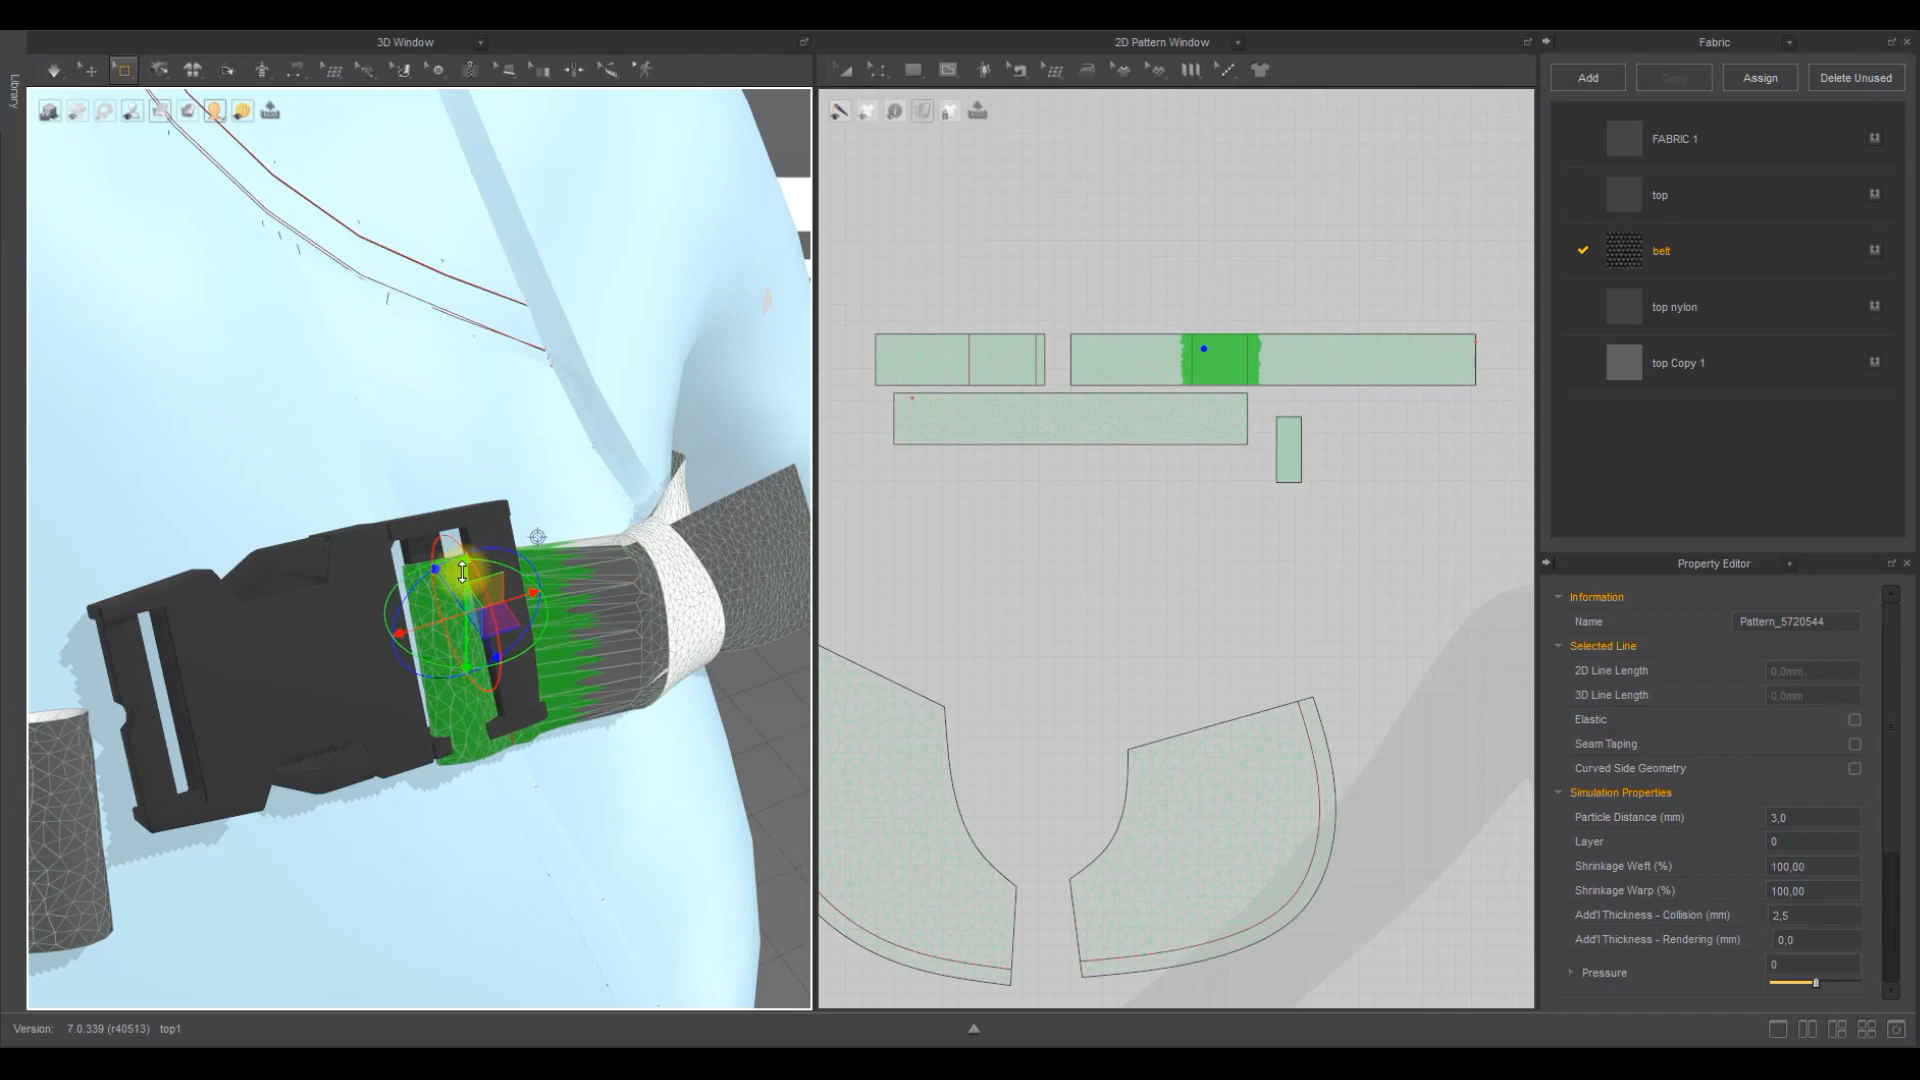 3D Window
2D Pattern Window
Fabric
Library
Add
Copy
Assign
Delete Unused
FABRIC 1
top
belt
top nylon
top Copy 1
Property Editor
Information
Name
Pattern_5720544
Selected Line
2D Line Length
0,0mm
3D Line Length
0,0mm
Elastic
Seam Taping
Curved Side Geometry
Simulation Properties
Particle Distance (mm)
3,0
Layer
0
Shrinkage Weft (%)
100,00
Shrinkage Warp (%)
100,00
Add'l Thickness - Collision (mm)
2,5
Add'l Thickness - Rendering (mm)
0,0
Pressure
0
Version: 7.0.339 (r40513) top1